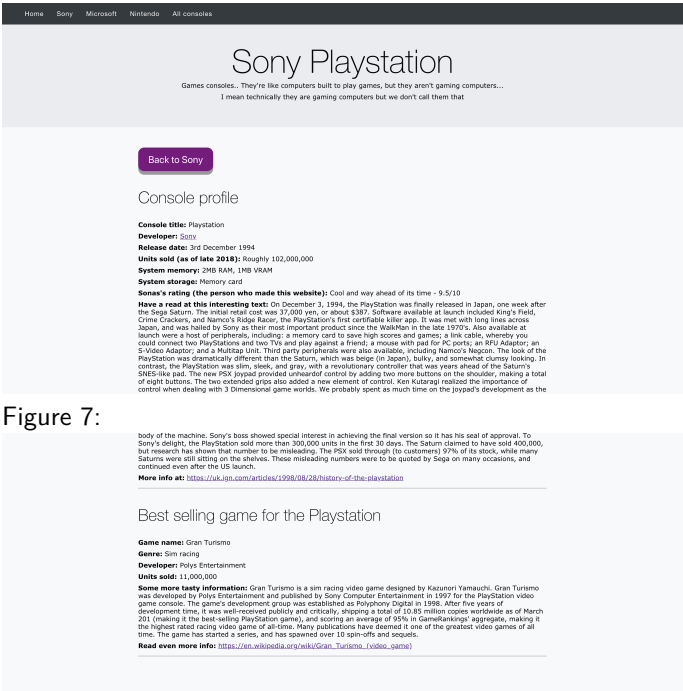 Home Sony Microsoft Nintendo All consoles
Sony Playstation
Games consoles.. They're like computers built to play games, but they aren't gaming computers...
I mean technically they are gaming computers but we don't call them that
Back to Sony
Console profile
Console title: Playstation
Developer: Sony
Release date: 3rd December 1994
Units sold (as of late 2018): Roughly 102,000,000
System memory: 2MB RAM, 1MB VRAM
System storage: Memory card
Sonas's rating (the person who made this website): Cool and way ahead of its time - 9.5/10
Have a read at this interesting text: On December 3, 1994, the PlayStation was finally released in Japan, one week after
the Sega Saturn. The initial retail cost was 37,000 yen, or about $387. Software available at launch included King's Field,
Crime Crackers, and Namco's Ridge Racer, the PlayStation's first certifiable killer app. It was met with long lines across
Japan, and was hailed by Sony as their most important product since the WalkMan in the late 1970's. Also available at
launch were a host of peripherals, including: a memory card to save high scores and games; a link cable, whereby you
could connect two PlayStations and two TVs and play against a friend; a mouse with pad for PC ports; an RFU Adaptor; an
S-Video Adaptor; and a Multitap Unit. Third party peripherals were also available, including Namco's Negcon. The look of the
PlayStation was dramatically different than the Saturn, which was beige (in Japan), bulky, and somewhat clumsy looking. In
contrast, the PlayStation was slim, sleek, and gray, with a revolutionary controller that was years ahead of the Saturn's
SNES-like pad. The new PSX joypad provided unheardof control by adding two more buttons on the shoulder, making a total
of eight buttons. The two extended grips also added a new element of control. Ken Kutaragi realized the importance of
control when dealing with 3 Dimensional game worlds. We probably spent as much time on the joypad's development as the
Figure 7:
body of the machine. Sony's boss showed special interest in achieving the final version so it has his seal of approval. To
Sony's delight, the PlayStation sold more than 300,000 units in the first 30 days. The Saturn claimed to have sold 400,000,
but research has shown that number to be misleading. The PSX sold through (to customers) 97% of its stock, while many
Saturns were still sitting on the shelves. These misleading numbers were to be quoted by Sega on many occasions, and
continued even after the US launch.
More info at: https://uk.ign.com/articles/1998/08/28/history-of-the-playstation
Best selling game for the Playstation
Game name: Gran Turismo
Genre: Sim racing
Developer: Polys Entertainment
Units sold: 11,000,000
Some more tasty information: Gran Turismo is a sim racing video game designed by Kazunori Yamauchi. Gran Turismo
was developed by Polys Entertainment and published by Sony Computer Entertainment in 1997 for the PlayStation video
game console. The game's development group was established as Polyphony Digital in 1998. After five years of
development time, it was well-received publicly and critically, shipping a total of 10.85 million copies worldwide as of March
201 (making it the best-selling PlayStation game), and scoring an average of 95% in GameRankings' aggregate, making it
the highest rated racing video game of all-time. Many publications have deemed it one of the greatest video games of all
time. The game has started a series, and has spawned over 10 spin-offs and sequels.
Read even more info: https://en.wikipedia.org/wiki/Gran_Turismo_(video_game)